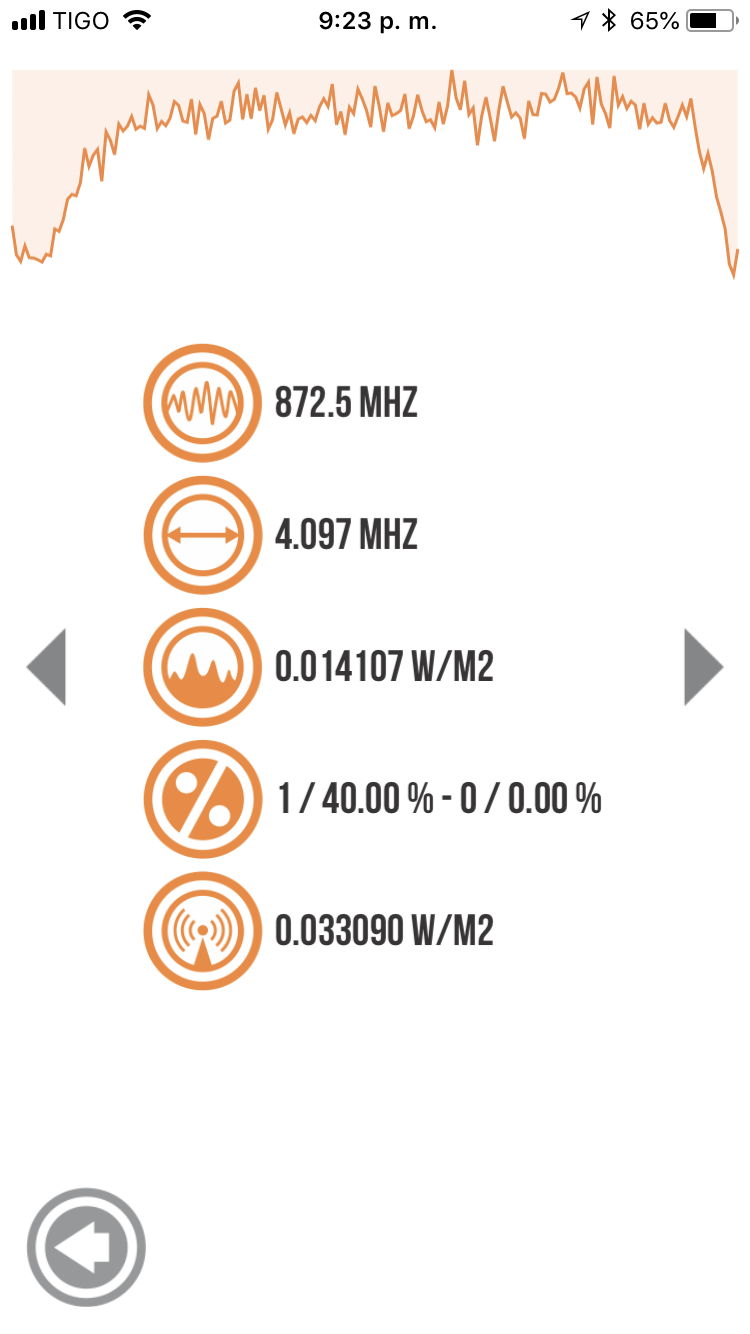 TIGO 9:23 p. m. 65%
872.5 MHZ
4.097 MHZ
0.014107 W/M2
1 / 40.00 % - 0 / 0.00 %
0.033090 W/M2